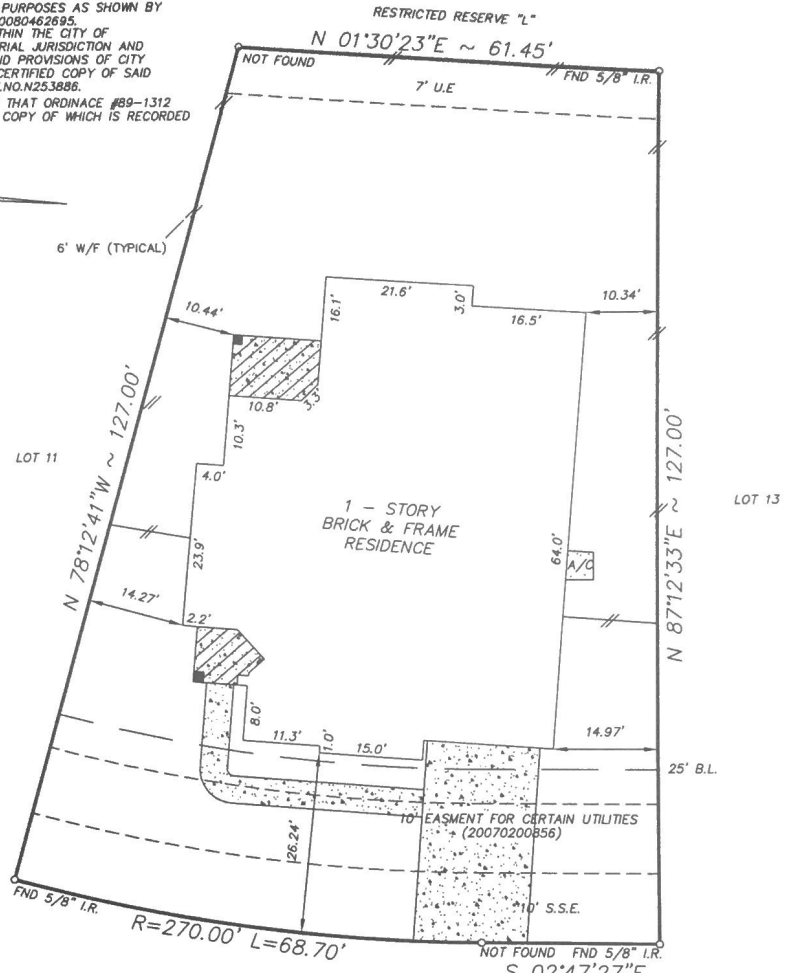 PURPOSES AS SHOWN BY
0080462695.
THIN THE CITY OF
RIAL JURISDICTION AND
ID PROVISIONS OF CITY
CERTIFIED COPY OF SAID
.NO.N253886.
THAT ORDINACE #89-1312
COPY OF WHICH IS RECORDED
RESTRICTED RESERVE "L"
N 01°30'23"E ~ 61.45'
NOT FOUND
FND 5/8" I.R.
7' U.E
6' W/F (TYPICAL)
10.44'
16.1'
21.6'
3.0'
16.5'
10.34'
10.8'
3.3'
10.3'
4.0'
N 78°12'41"W ~ 127.00'
LOT 11
1 - STORY
BRICK & FRAME
RESIDENCE
N 87°12'33"E ~ 127.00'
LOT 13
23.9'
64.0'
A/C
14.27'
2.2'
8.0'
11.3'
1.0'
15.0'
14.97'
25' B.L.
10' EASMENT FOR CERTAIN UTILITIES
(20070200856)
26.24'
10' S.S.E.
FND 5/8" I.R.
R=270.00' L=68.70'
NOT FOUND
FND 5/8" I.R.
S 02°47'27"E